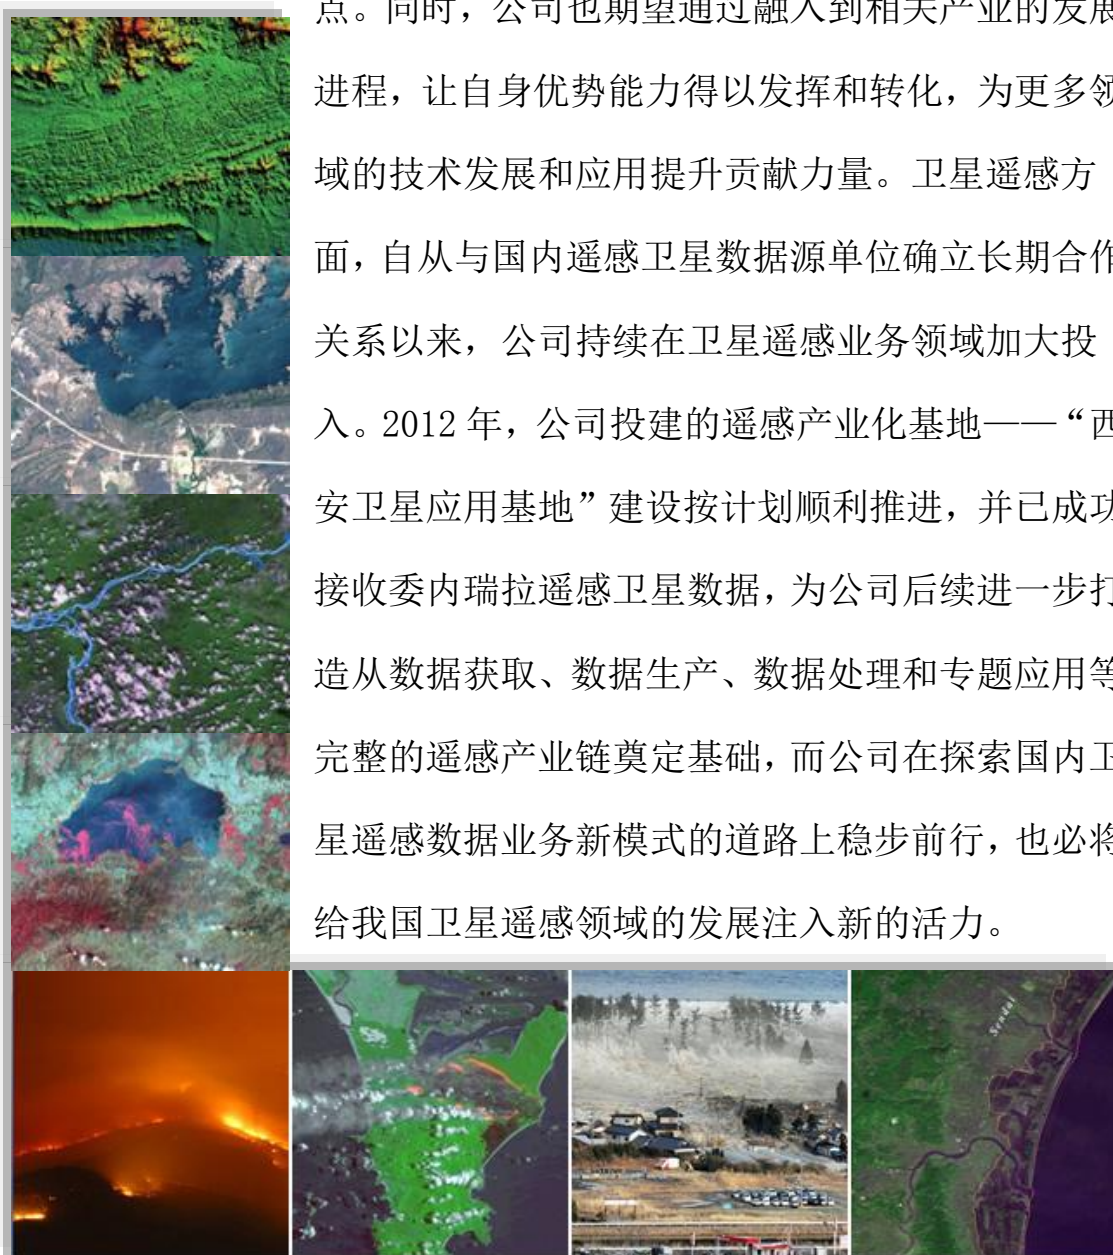 点。同时，公司也期望通过融入到相关产业的发展
进程，让自身优势能力得以发挥和转化，为更多领
域的技术发展和应用提升贡献力量。卫星遥感方
面，自从与国内遥感卫星数据源单位确立长期合作
关系以来，公司持续在卫星遥感业务领域加大投
入。2012 年，公司投建的遥感产业化基地——“西
安卫星应用基地”建设按计划顺利推进，并已成功
接收委内瑞拉遥感卫星数据，为公司后续进一步打
造从数据获取、数据生产、数据处理和专题应用等
完整的遥感产业链奠定基础，而公司在探索国内卫
星遥感数据业务新模式的道路上稳步前行，也必将
给我国卫星遥感领域的发展注入新的活力。
Sendai